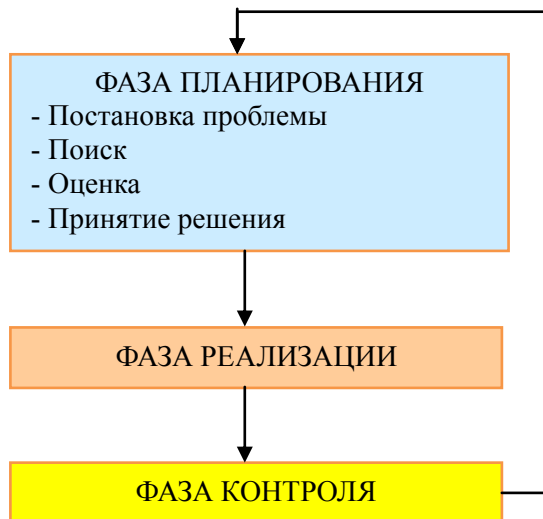 ФАЗА ПЛАНИРОВАНИЯ
- Постановка проблемы
- Поиск
- Оценка
- Принятие решения
ФАЗА РЕАЛИЗАЦИИ
ФАЗА КОНТРОЛЯ